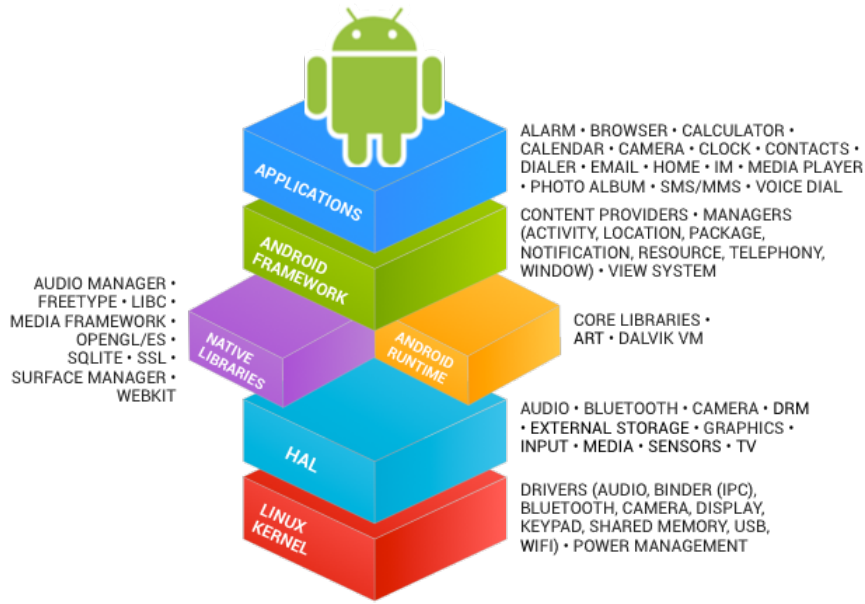 APPLICATIONS
ALARM • BROWSER • CALCULATOR •
CALENDAR • CAMERA • CLOCK • CONTACTS •
DIALER • EMAIL • HOME • IM • MEDIA PLAYER
• PHOTO ALBUM • SMS/MMS • VOICE DIAL
ANDROID
FRAMEWORK
CONTENT PROVIDERS • MANAGERS
(ACTIVITY, LOCATION, PACKAGE,
NOTIFICATION, RESOURCE, TELEPHONY,
WINDOW) • VIEW SYSTEM
AUDIO MANAGER •
FREETYPE • LIBC •
MEDIA FRAMEWORK •
OPENGL/ES •
SQLITE • SSL •
SURFACE MANAGER •
WEBKIT
NATIVE
LIBRARIES
ANDROID
RUNTIME
CORE LIBRARIES •
ART • DALVIK VM
HAL
AUDIO • BLUETOOTH • CAMERA • DRM
• EXTERNAL STORAGE • GRAPHICS •
INPUT • MEDIA • SENSORS • TV
LINUX
KERNEL
DRIVERS (AUDIO, BINDER (IPC),
BLUETOOTH, CAMERA, DISPLAY,
KEYPAD, SHARED MEMORY, USB,
WIFI) • POWER MANAGEMENT